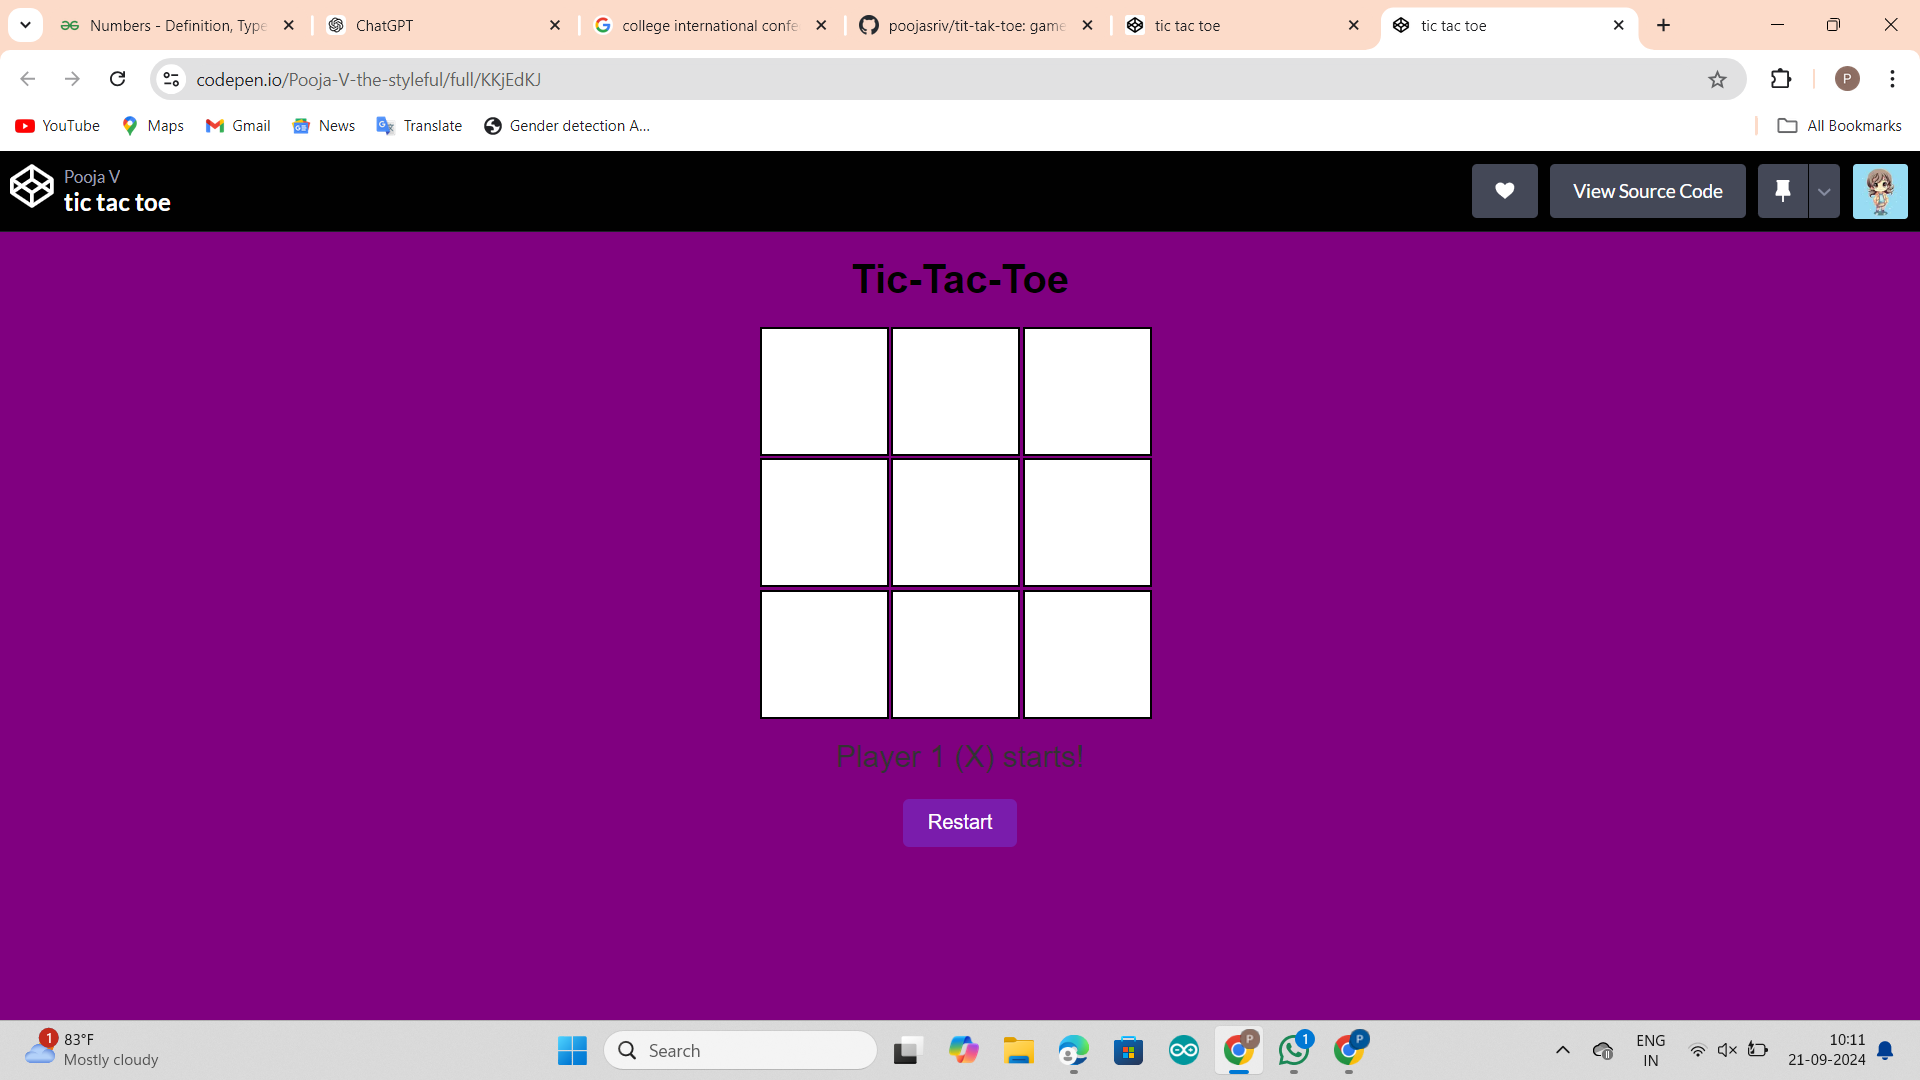 Numbers - Definition, Type
ChatGPT
college international confe
poojasriv/tit-tak-toe: game
tic tac toe
tic tac toe
codepen.io/Pooja-V-the-styleful/full/KKjEdKJ
P
YouTube
Maps
Gmail
News
Translate
Gender detection A...
All Bookmarks
Pooja V
tic tac toe
View Source Code
Tic-Tac-Toe
Player 1 (X) starts!
Restart
1
83°F
Mostly cloudy
Search
P
1
P
ENG
IN
10:11
21-09-2024